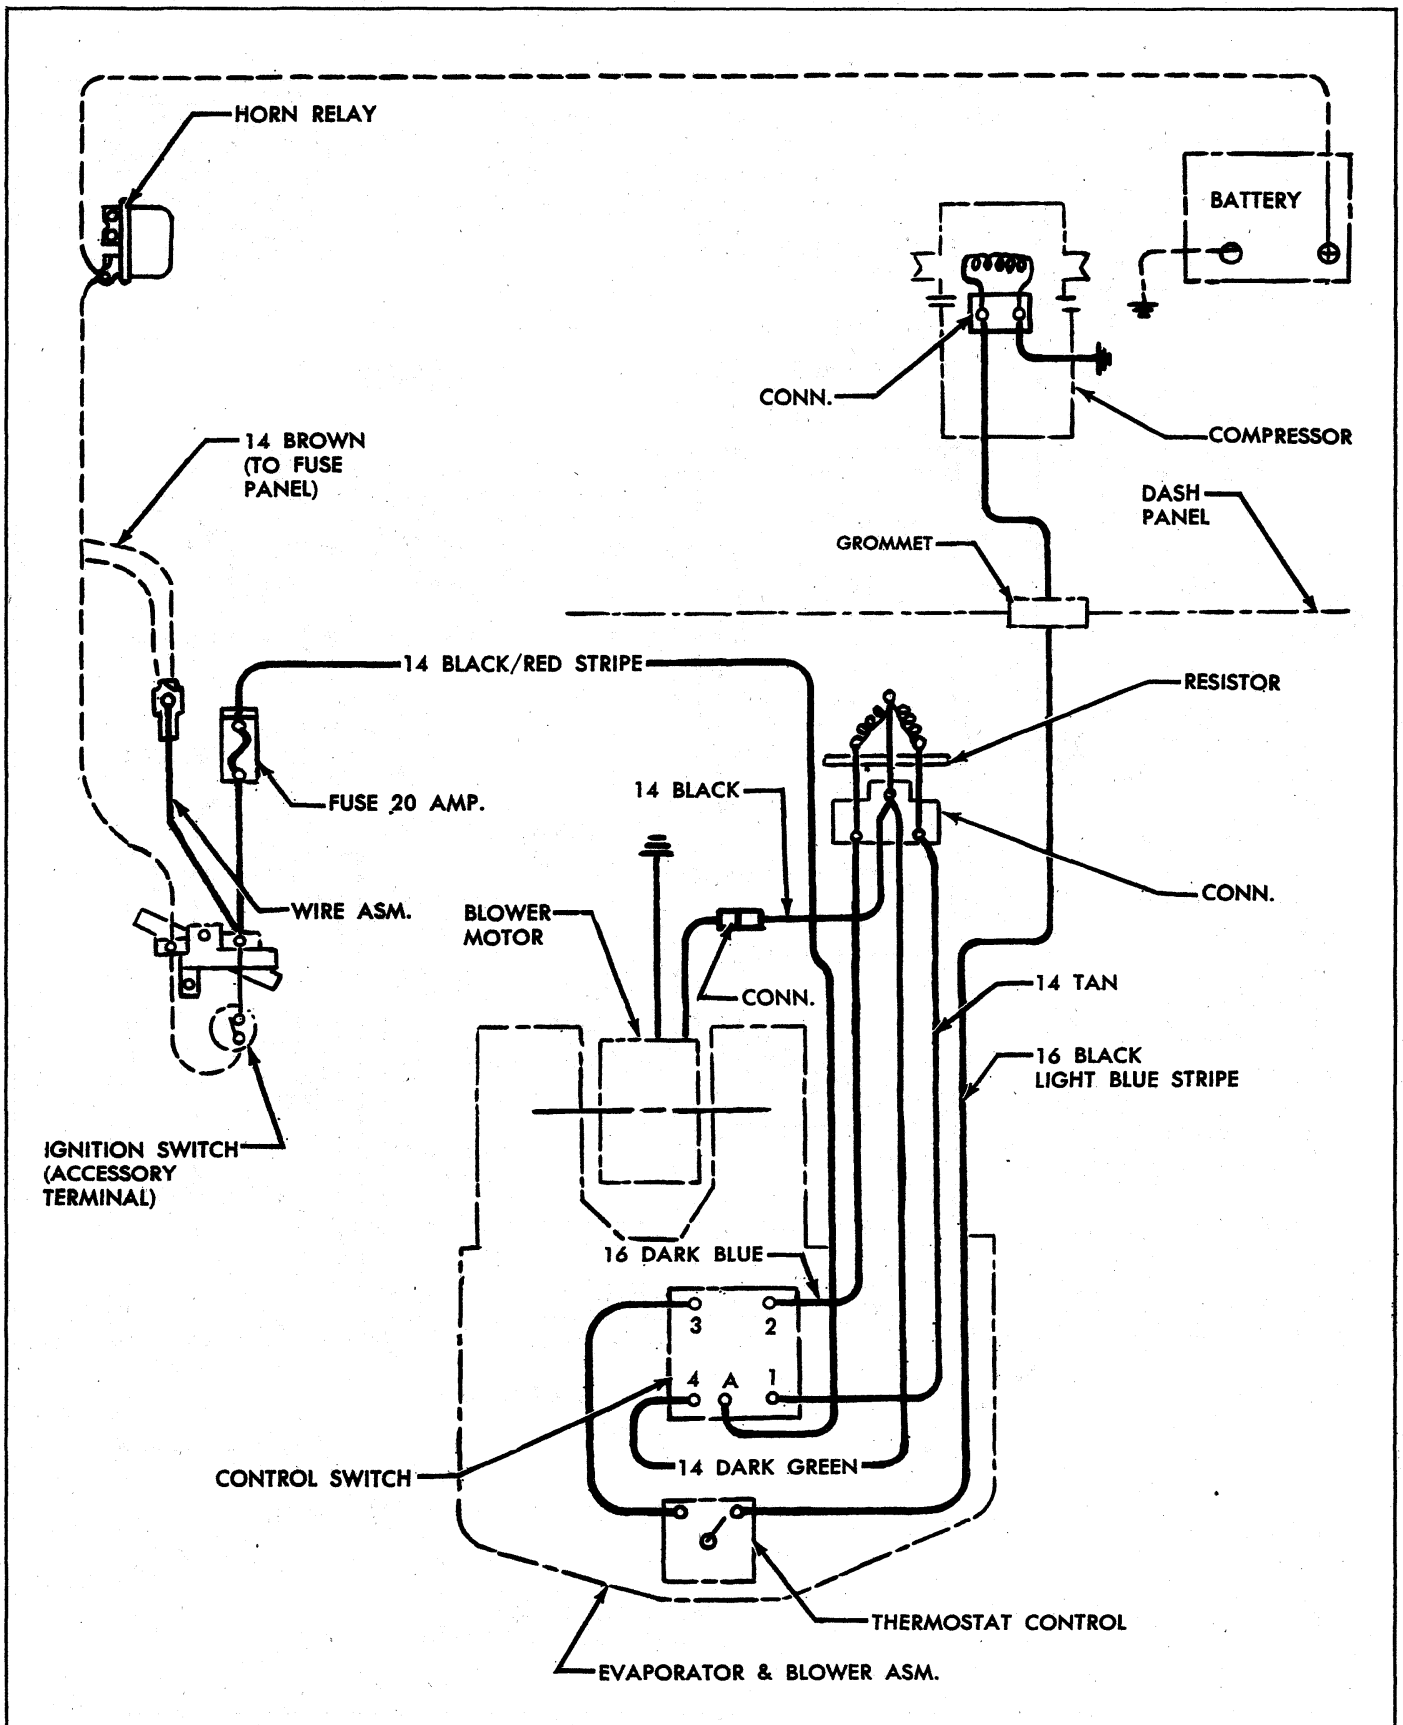 HORN RELAY
BATTERY
CONN.
COMPRESSOR
14 BROWN
(TO FUSE
PANEL)
DASH
PANEL
GROMMET
14 BLACK/RED STRIPE
RESISTOR
14 BLACK
FUSE 20 AMP.
CONN.
WIRE ASM.
BLOWER
MOTOR
CONN.
14 TAN
16 BLACK
LIGHT BLUE STRIPE
IGNITION SWITCH
(ACCESSORY
TERMINAL)
16 DARK BLUE
3 2
4 A 1
14 DARK GREEN
CONTROL SWITCH
THERMOSTAT CONTROL
EVAPORATOR & BLOWER ASM.